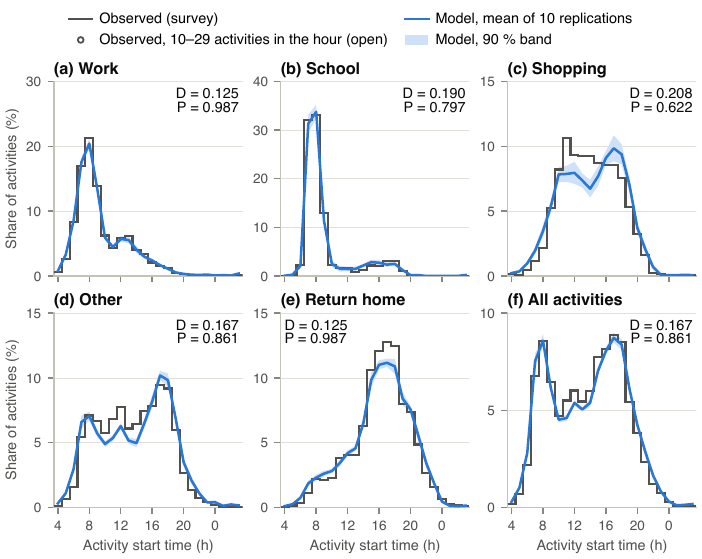 Observed (survey)
Model, mean of 10 replications
Observed, 10–29 activities in the hour (open)
Model, 90 % band
(a) Work
(b) School
(c) Shopping
D = 0.125
P = 0.987
D = 0.190
P = 0.797
D = 0.208
P = 0.622
Share of activities (%)
30
20
10
0
40
30
20
10
0
15
10
5
0
(d) Other
(e) Return home
(f) All activities
D = 0.167
P = 0.861
D = 0.125
P = 0.987
D = 0.167
P = 0.861
Share of activities (%)
15
10
5
0
15
10
5
0
10
5
0
4 8 12 16 20 0
4 8 12 16 20 0
4 8 12 16 20 0
Activity start time (h)
Activity start time (h)
Activity start time (h)